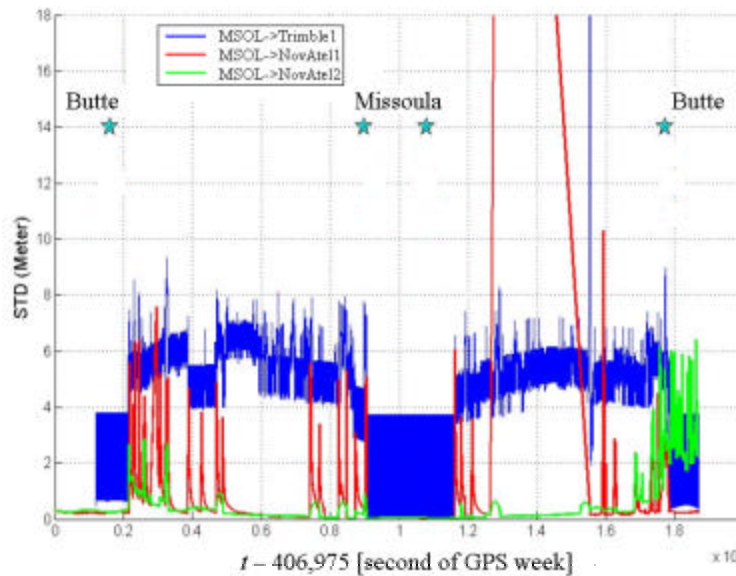 18
16
14
12
10
8
6
4
2
0
STD (Meter)
MSOL->Trimble1
MSOL->NovAtel1
MSOL->NovAtel2
Butte Missoula Butte
0 0.2 0.4 0.6 0.8 1 1.2 1.4 1.6 1.8
x 10
t – 406,975 [second of GPS week]